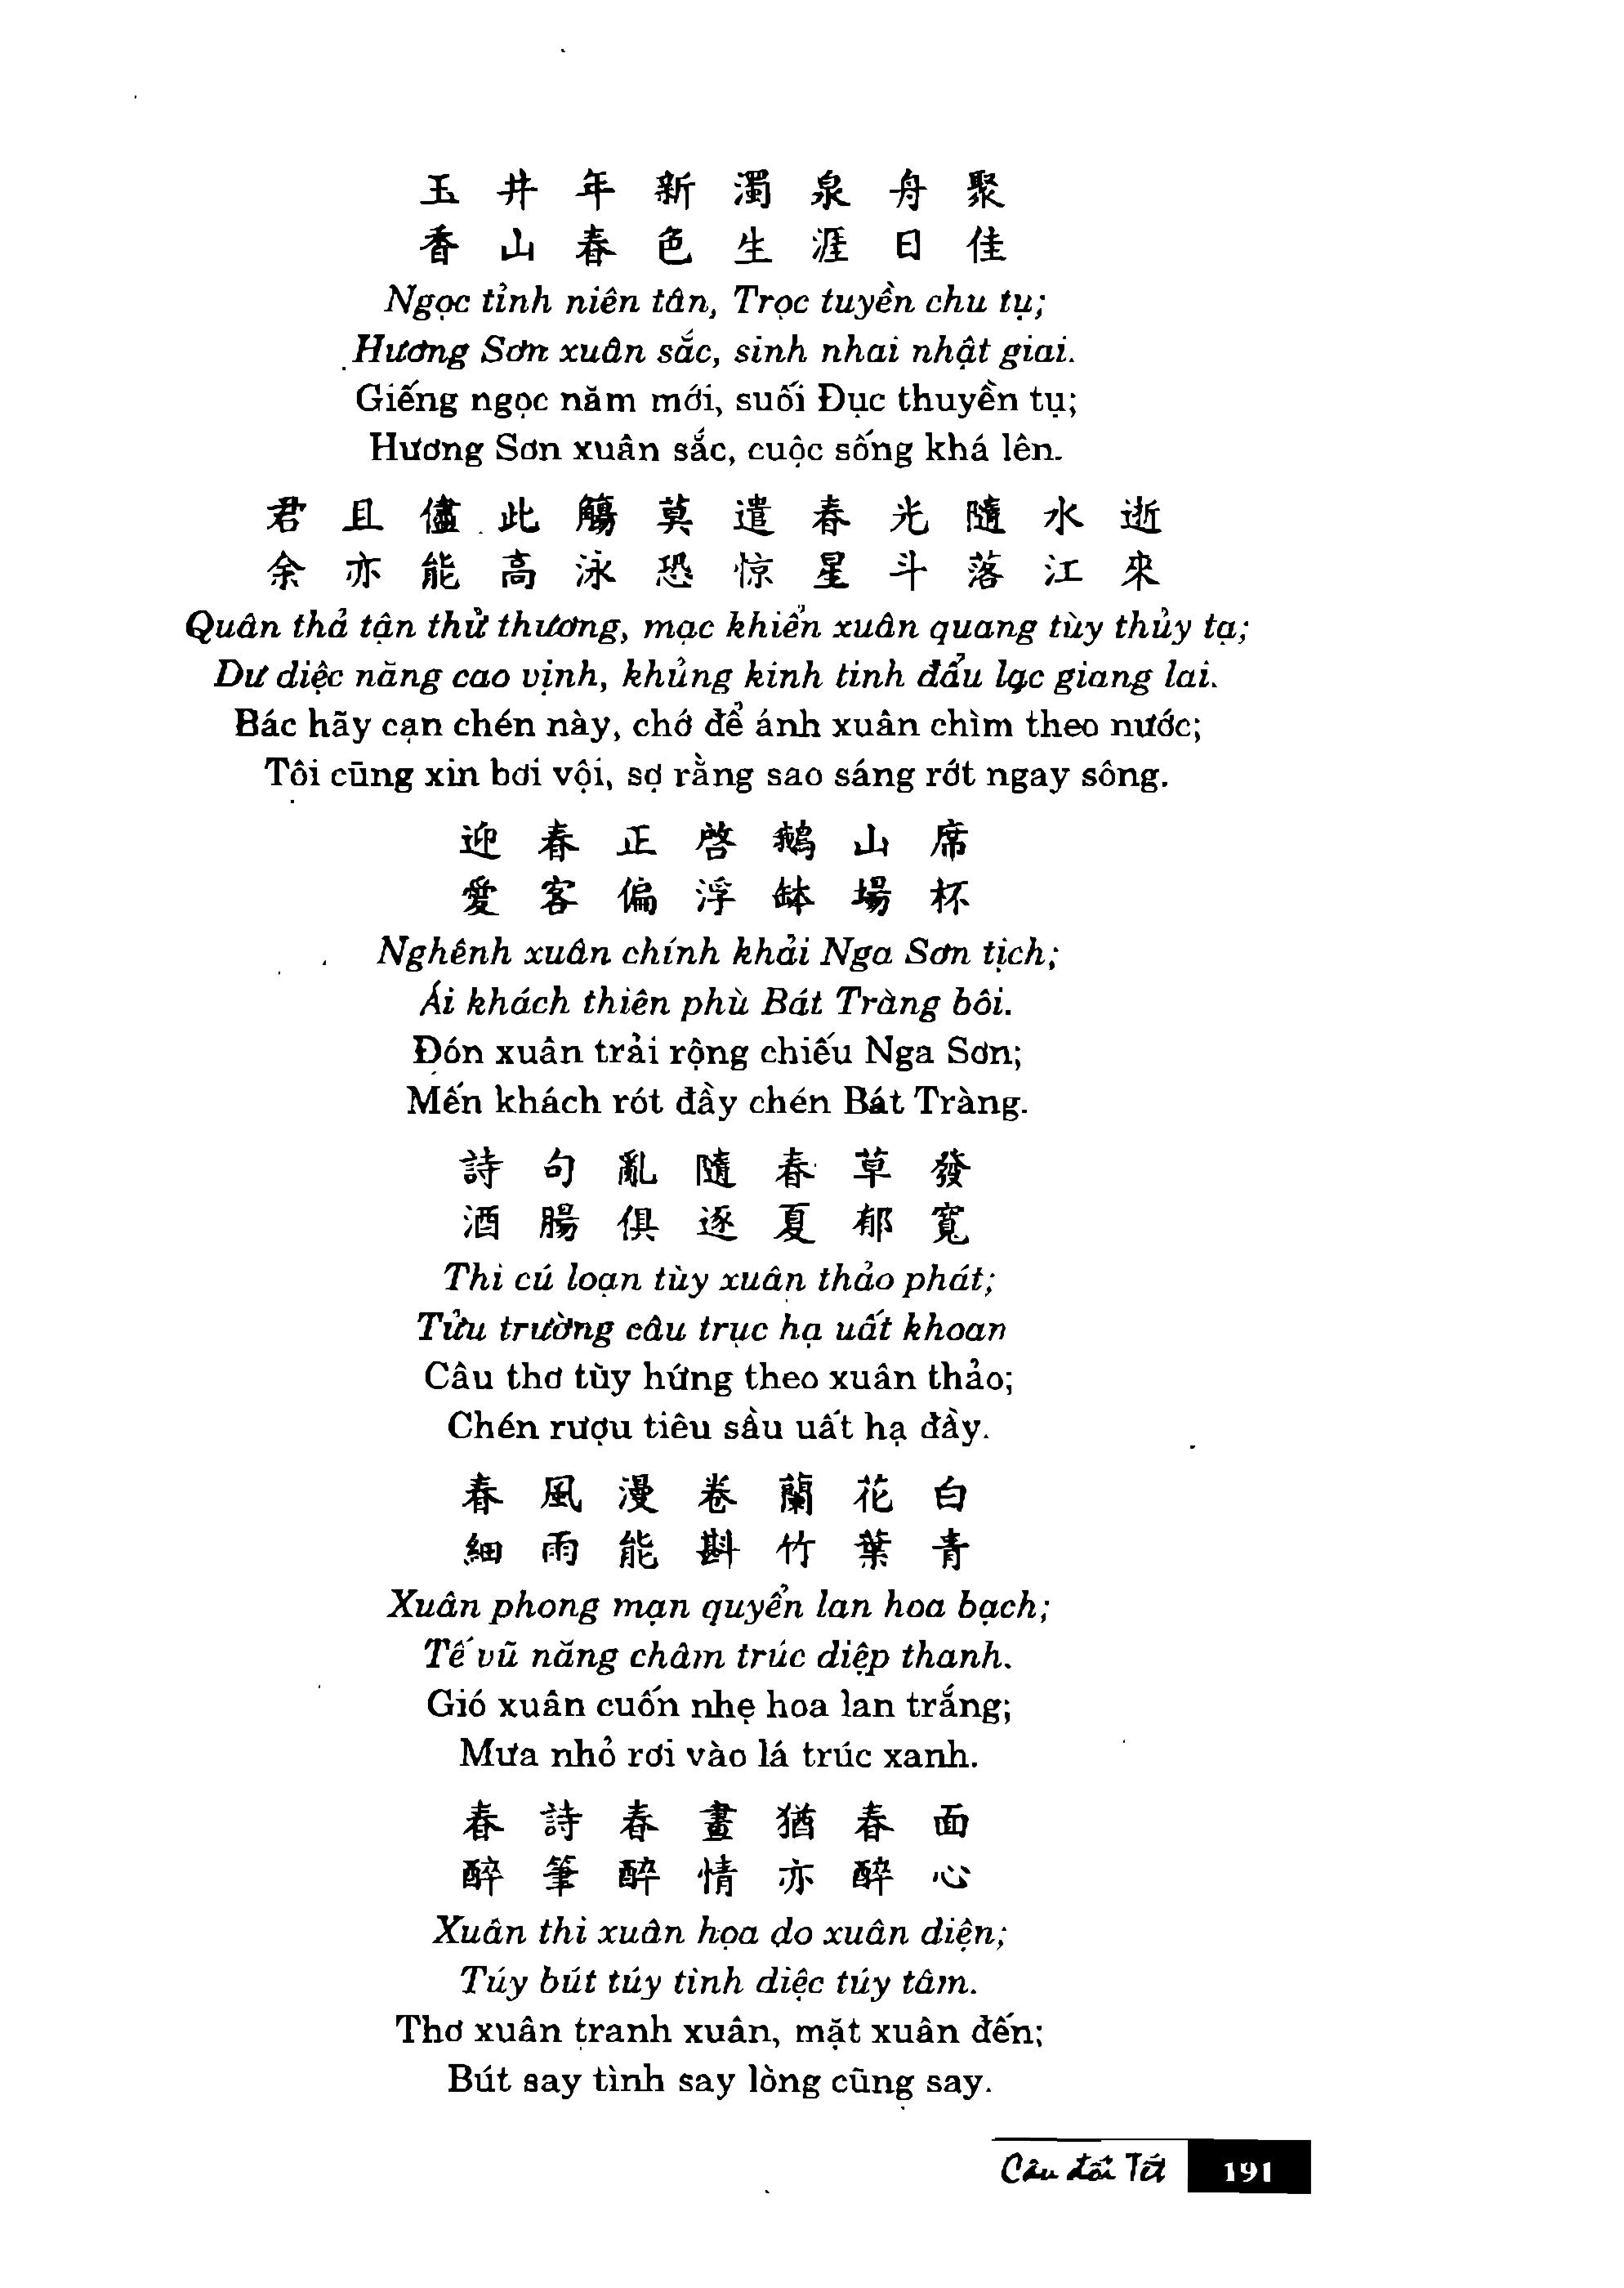 玉井年新濁泉舟聚
香山春色生涯日佳
Ngọc tỉnh niên tân, Trọc tuyền chu tụ;
Hương Sơn xuân sắc, sinh nhai nhật giai.
Giếng ngọc năm mới, suối Đục thuyền tụ;
Hương Sơn xuân sắc, cuộc sống khá lên.
君且儘此觴莫遣春光隨水逝
余亦能高泳恐惊星斗落江來
Quân thả tận thử thương, mạc khiển xuân quang tùy thủy tạ;
Dư diệc năng cao vịnh, khủng kinh tinh đẩu lạc giang lai.
Bác hãy cạn chén này, chớ để ánh xuân chìm theo nước;
Tôi cũng xin bơi vội, sợ rằng sao sáng rớt ngay sông.
迎春正啓鵝山席
愛客偏浮缽場杯
Nghênh xuân chính khải Nga Sơn tịch;
Ái khách thiên phù Bát Tràng bôi.
Đón xuân trải rộng chiếu Nga Sơn;
Mến khách rót đầy chén Bát Tràng.
詩句亂隨春草發
酒腸俱逐夏郁寬
Thi cú loạn tùy xuân thảo phát;
Tửu trường câu trục hạ uất khoan
Câu thơ tùy hứng theo xuân thảo;
Chén rượu tiêu sầu uất hạ đầy.
春風漫卷蘭花白
細雨能斟竹葉青
Xuân phong mạn quyển lan hoa bạch;
Tế vũ năng châm trúc diệp thanh.
Gió xuân cuốn nhẹ hoa lan trắng;
Mưa nhỏ rơi vào lá trúc xanh.
春詩春畫猶春面
醉筆醉情亦醉心
Xuân thi xuân họa do xuân diện;
Túy bút túy tình diệc túy tâm.
Thơ xuân tranh xuân, mặt xuân đến;
Bút say tình say lòng cũng say.
Câu đối Tết 191